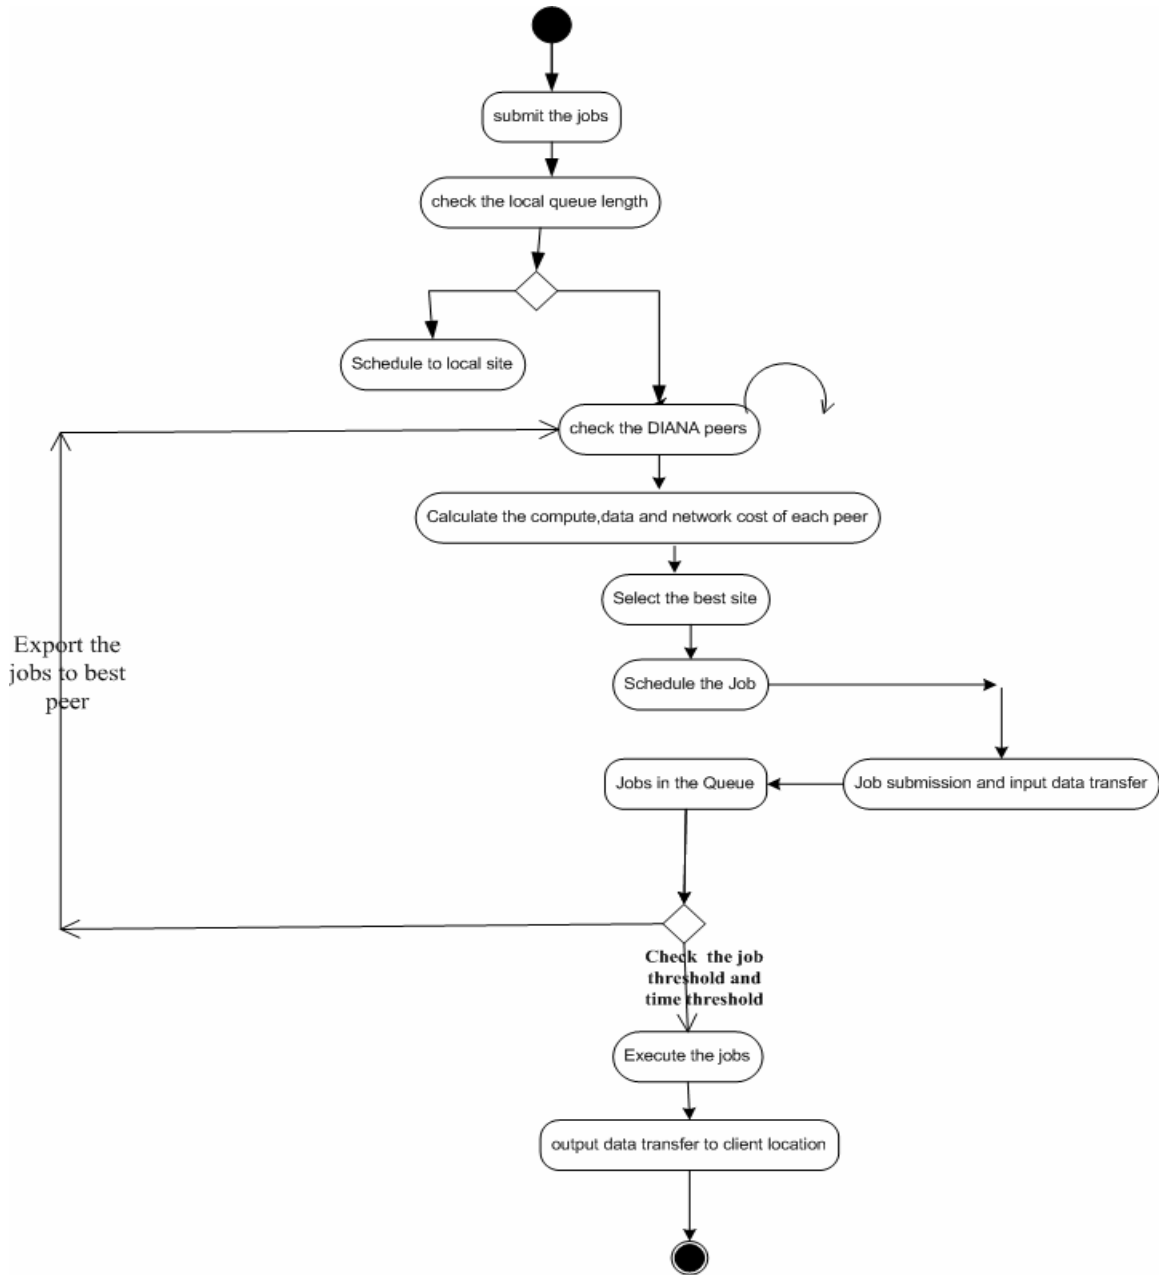 submit the jobs
check the local queue length
Schedule to local site
check the DIANA peers
Calculate the compute,data and network cost of each peer
Select the best site
Export the
jobs to best
peer
Schedule the Job
Jobs in the Queue
Job submission and input data transfer
Check the job
threshold and
time threshold
Execute the jobs
output data transfer to client location